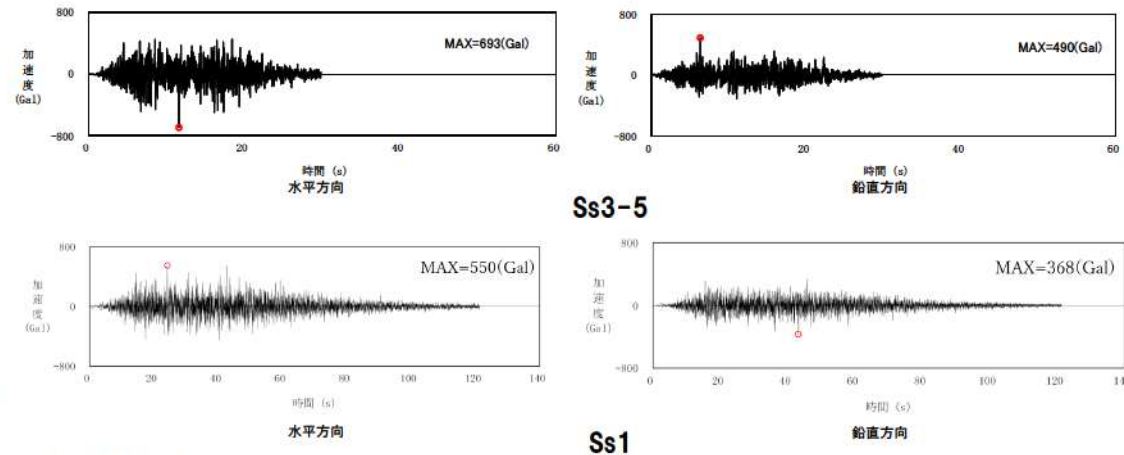 800
加速度
(Gal)
0
-800
MAX=693(Gal)
0 20 40 60
時間 (s)
水平方向
800
加速度
(Gal)
0
-800
MAX=490(Gal)
0 20 40 60
時間 (s)
鉛直方向
Ss3-5
800
加速度
(Gal)
0
-800
MAX=550(Gal)
0 20 40 60 80 100 120 140
時間 (s)
水平方向
800
加速度
(Gal)
0
-800
MAX=368(Gal)
0 20 40 60 80 100 120 14
時間 (s)
鉛直方向
Ss1